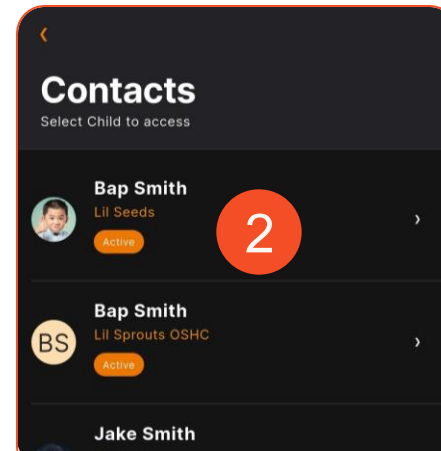 Contacts
Select Child to access
Bap Smith
Lil Seeds
Active
2
Bap Smith
BS
Lil Sprouts OSHC
Active
Jake Smith